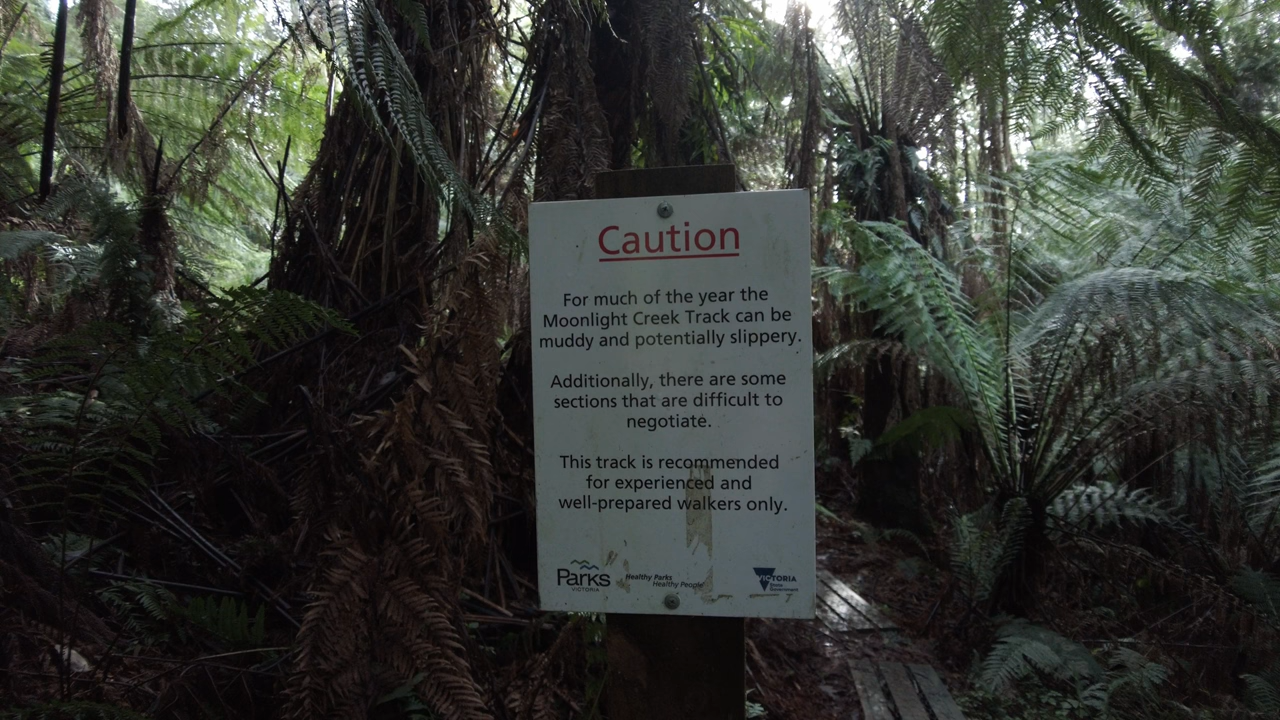 Caution
For much of the year the
Moonlight Creek Track can be
muddy and potentially slippery.
Additionally, there are some
sections that are difficult to
negotiate.
This track is recommended
for experienced and
well-prepared walkers only.
Parks
VICTORIA
Healthy Parks
Healthy People
VICTORIA
State
Government